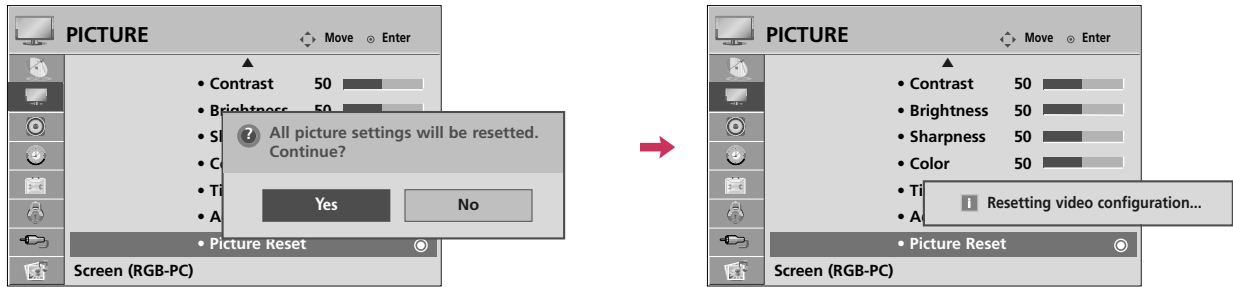 PICTURE
Move
Enter
• Contrast 50
• Brightness 50
• S
• C
• Ti
• A
• Picture Reset
Screen (RGB-PC)
? All picture settings will be resetted.
Continue?
Yes
No
PICTURE
Move
Enter
• Contrast 50
• Brightness 50
• Sharpness 50
• Color 50
• Ti
• A
• Picture Reset
Screen (RGB-PC)
i Resetting video configuration...